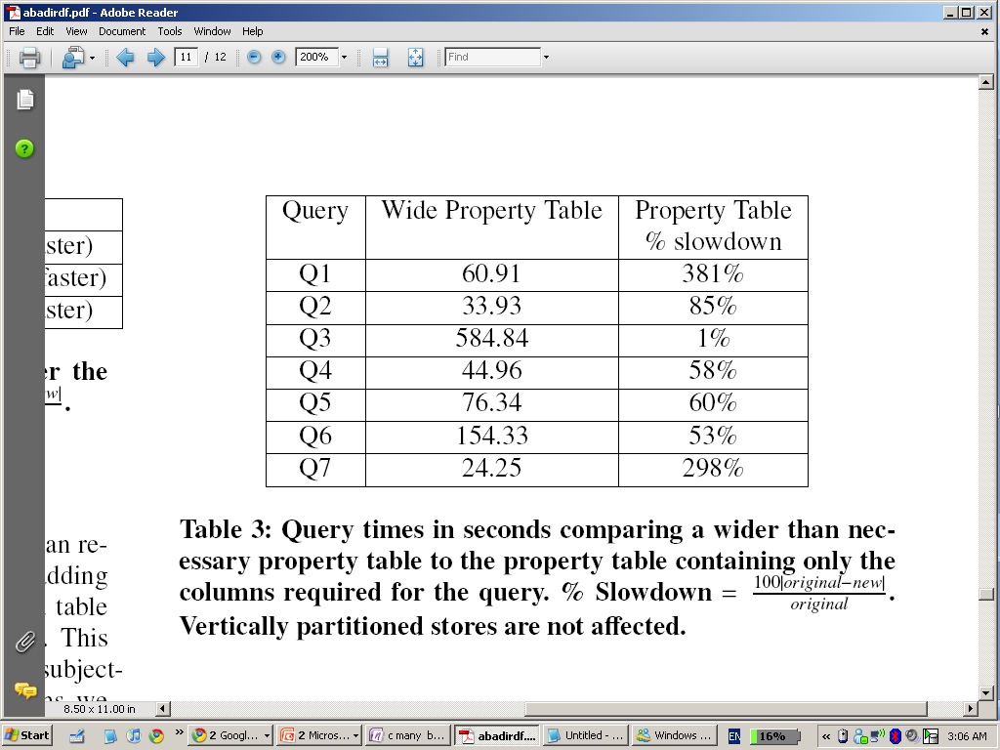 abadirdf.pdf - Adobe Reader
File Edit View Document Tools Window Help
11 / 12 200% Find
ster)
faster)
ster)
er the
ew|
.
an re-
dding
table
. This
subject-
we
Query Wide Property Table Property Table
% slowdown
Q1 60.91 381%
Q2 33.93 85%
Q3 584.84 1%
Q4 44.96 58%
Q5 76.34 60%
Q6 154.33 53%
Q7 24.25 298%
Table 3: Query times in seconds comparing a wider than nec-
essary property table to the property table containing only the
columns required for the query. % Slowdown = 100|original−new| / original .
Vertically partitioned stores are not affected.
8.50 x 11.00 in
Start » 2 Googl... 2 Micros... c many b... abadirdf.... Untitled - ... Windows ... EN 16% « 3:06 AM